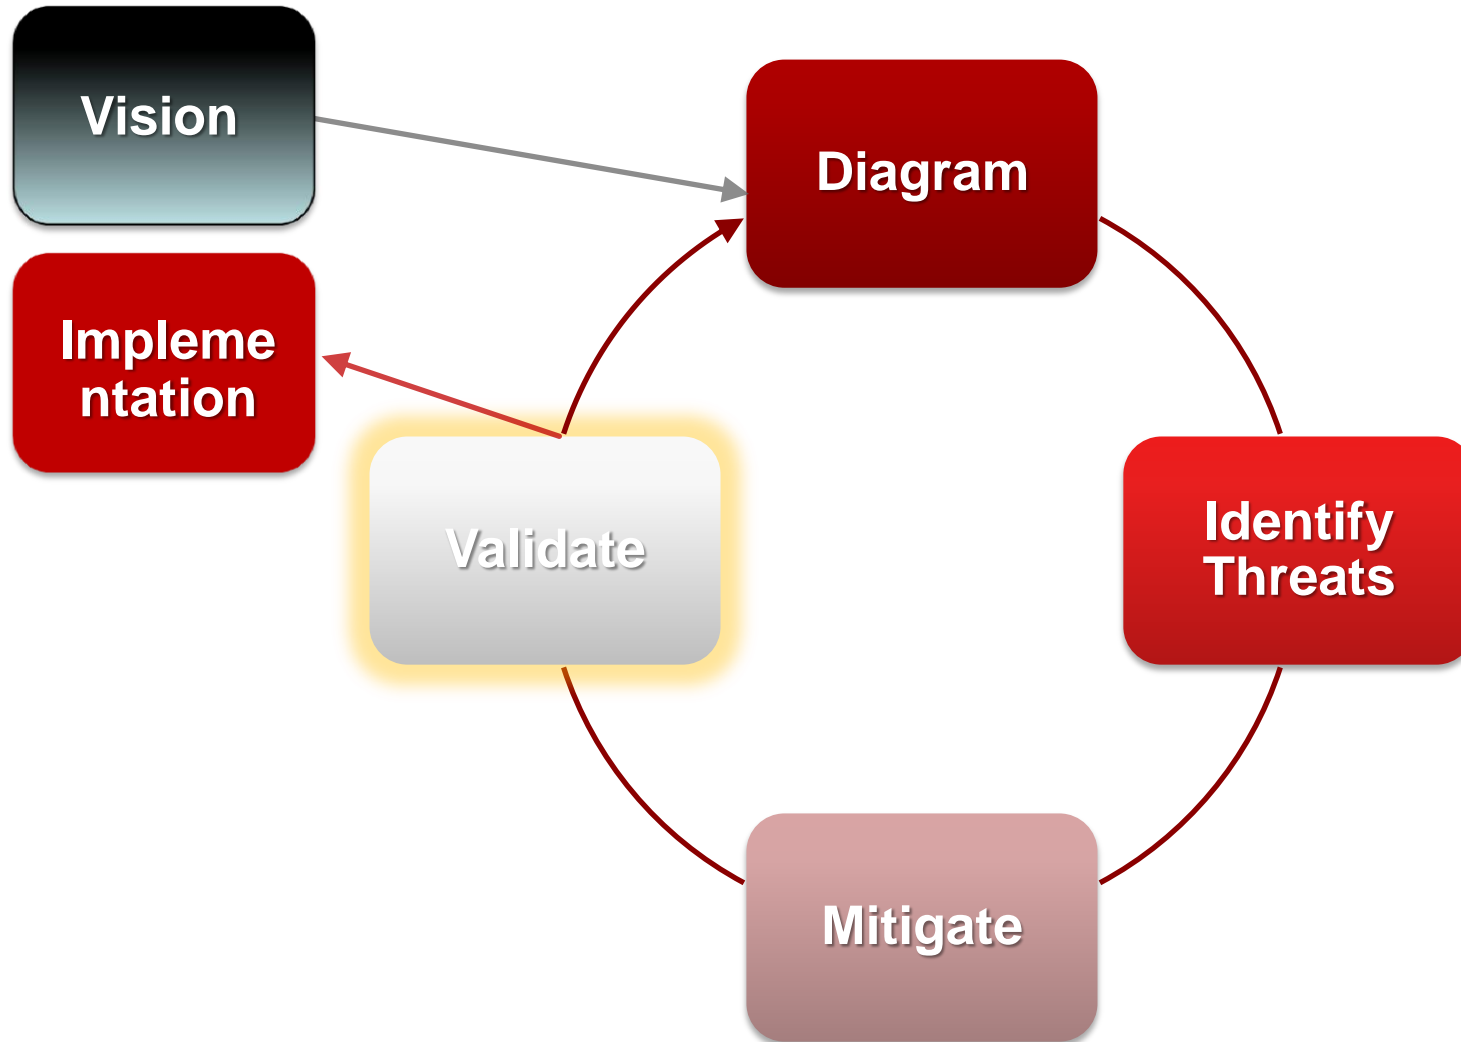 Vision
Diagram
Impleme
ntation
Validate
Identify
Threats
Mitigate